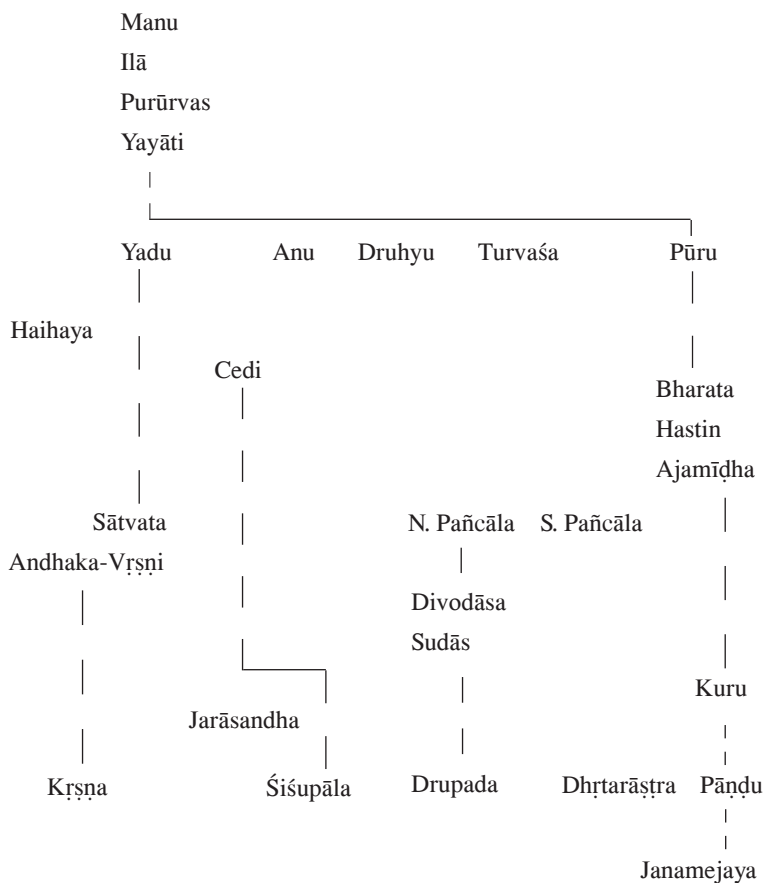 Manu
Ilā
Purūrvas
Yayāti
Yadu Anu Druhyu Turvaśa Pūru
Haihaya
Cedi
Bharata
Hastin
Ajamīḍha
Sātvata N. Pañcāla S. Pañcāla
Andhaka-Vṛṣṇi
Divodāsa
Sudās
Kuru
Jarāsandha
Kṛṣṇa Śiśupāla Drupada Dhṛtarāṣṭra Pāṇḍu
Janamejaya